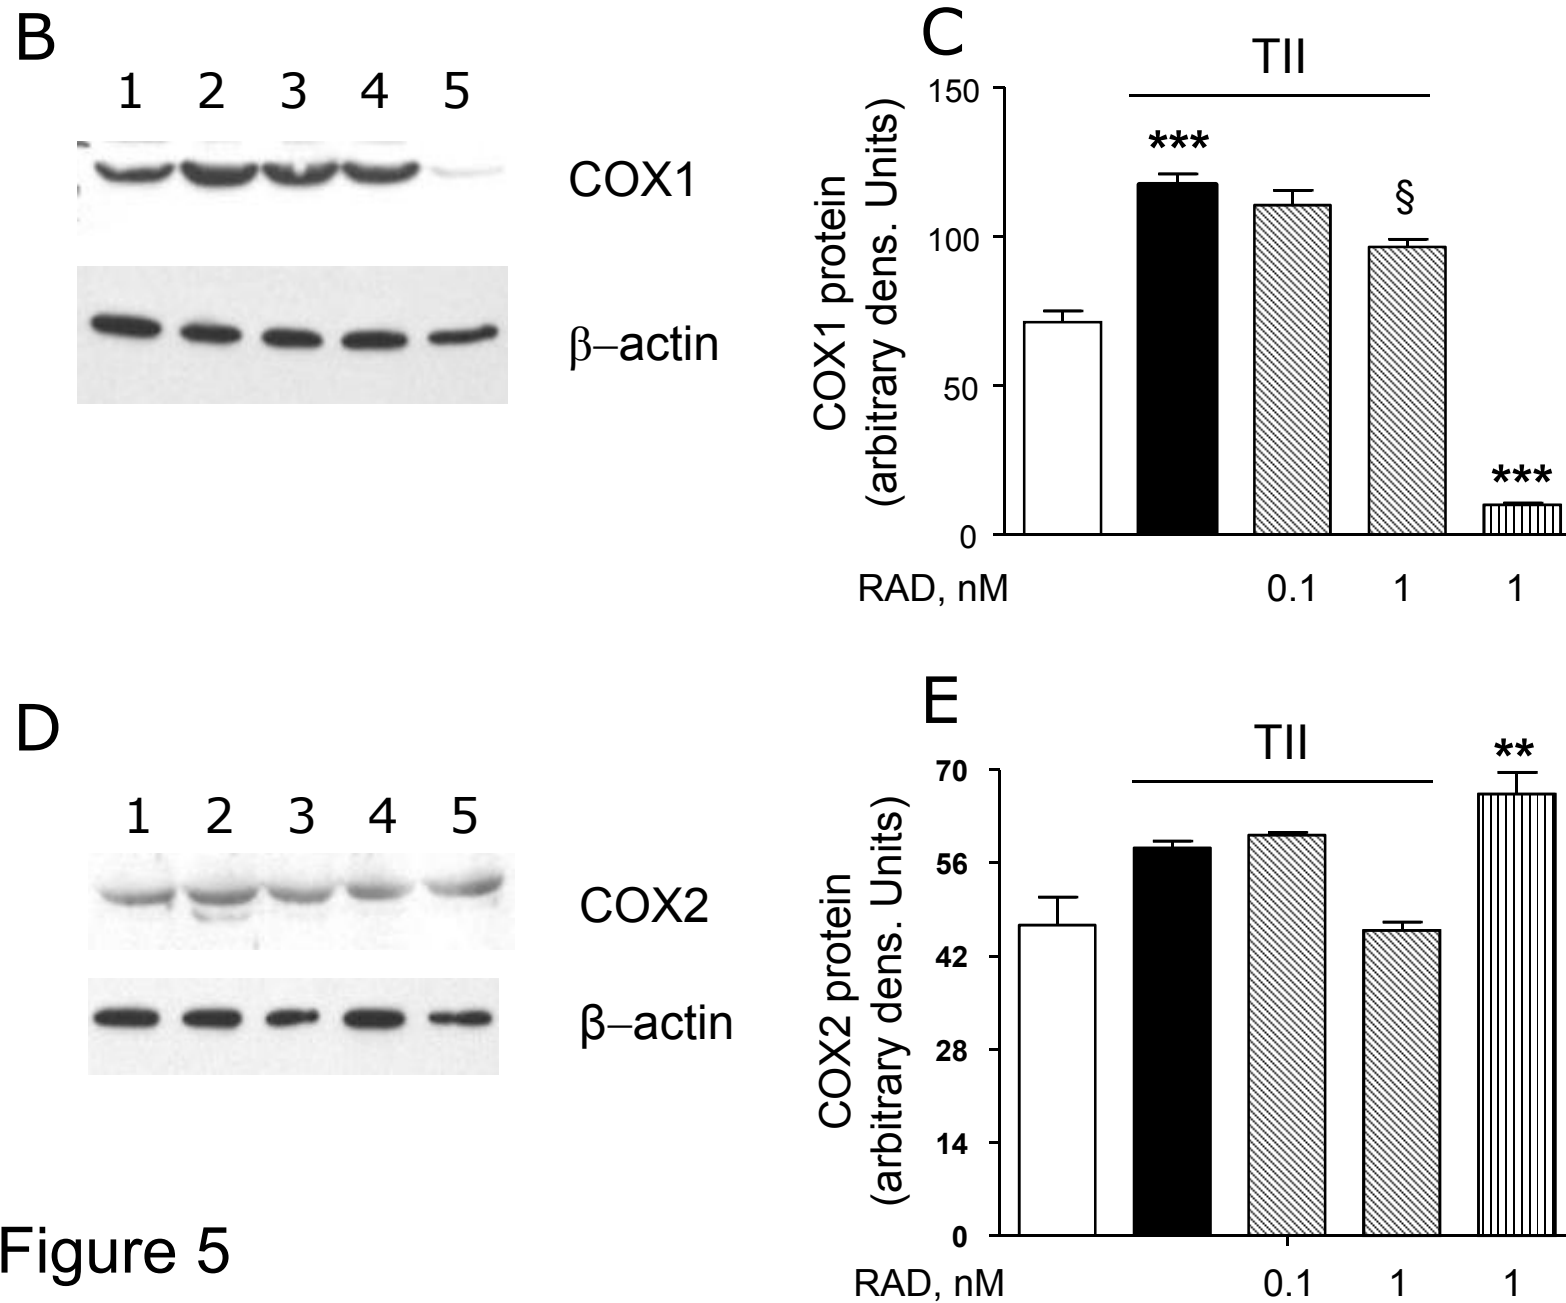 B
1 2 3 4 5
COX1
β–actin
C
TII
COX1 protein
(arbitrary dens. Units)
150
100
50
0
***
§
***
RAD, nM 0.1 1 1
D
1 2 3 4 5
COX2
β–actin
E
TII
**
COX2 protein
(arbitrary dens. Units)
70
56
42
28
14
0
RAD, nM 0.1 1 1
Figure 5